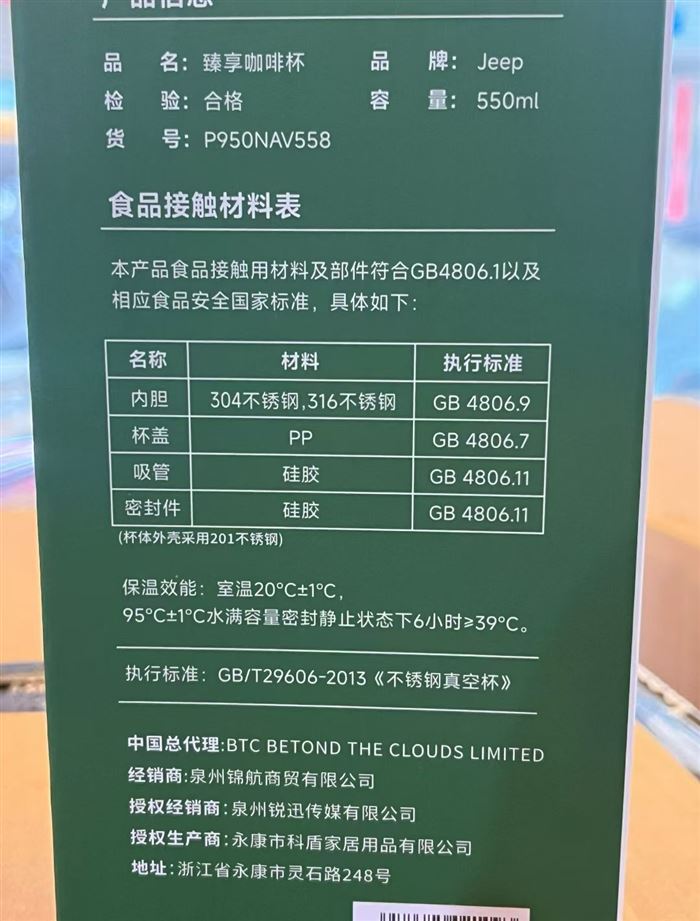 产品信息
品 名：臻享咖啡杯 品 牌：Jeep
检 验：合格 容 量：550ml
货 号：P950NAV558
食品接触材料表
本产品食品接触用材料及部件符合GB4806.1以及
相应食品安全国家标准，具体如下：
名称 材料 执行标准
内胆 304不锈钢,316不锈钢 GB 4806.9
杯盖 PP GB 4806.7
吸管 硅胶 GB 4806.11
密封件 硅胶 GB 4806.11
(杯体外壳采用201不锈钢)
保温效能：室温20°C±1°C，
95°C±1°C水满容量密封静止状态下6小时≥39°C。
执行标准：GB/T29606-2013《不锈钢真空杯》
中国总代理:BTC BETOND THE CLOUDS LIMITED
经销商:泉州锦航商贸有限公司
授权经销商:泉州锐迅传媒有限公司
授权生产商:永康市科盾家居用品有限公司
地址:浙江省永康市灵石路248号